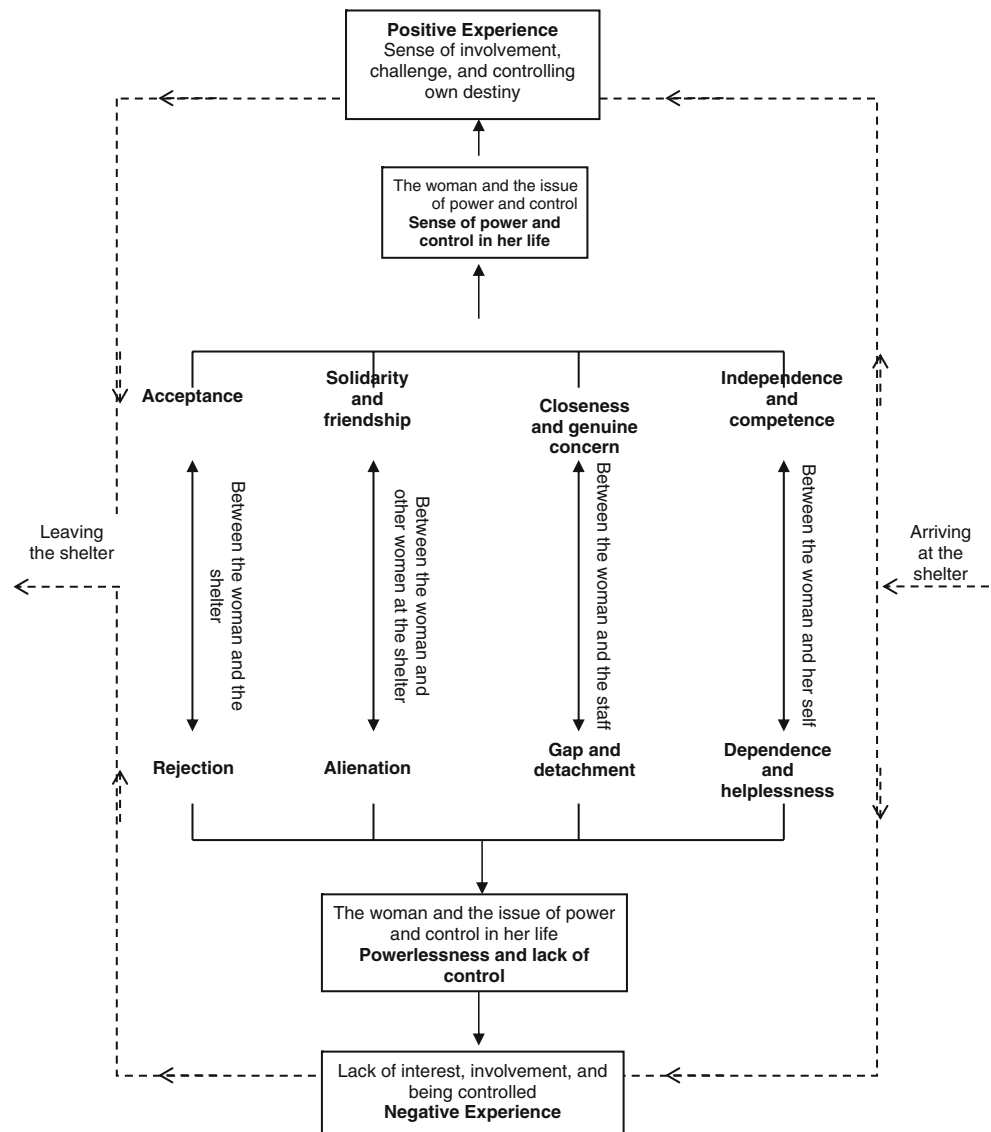 Positive Experience
Sense of involvement,
challenge, and controlling
own destiny
The woman and the issue
of power and control
Sense of power and
control in her life
Acceptance
Solidarity
and
friendship
Closeness
and genuine
concern
Independence
and
competence
Between the woman and the
shelter
Between the woman and
other women at the shelter
Between the woman and the staff
Between the woman and her self
Leaving
the shelter
Arriving
at the
shelter
Rejection
Alienation
Gap and
detachment
Dependence
and
helplessness
The woman and the issue of power
and control in her life
Powerlessness and lack of
control
Lack of interest, involvement, and
being controlled
Negative Experience